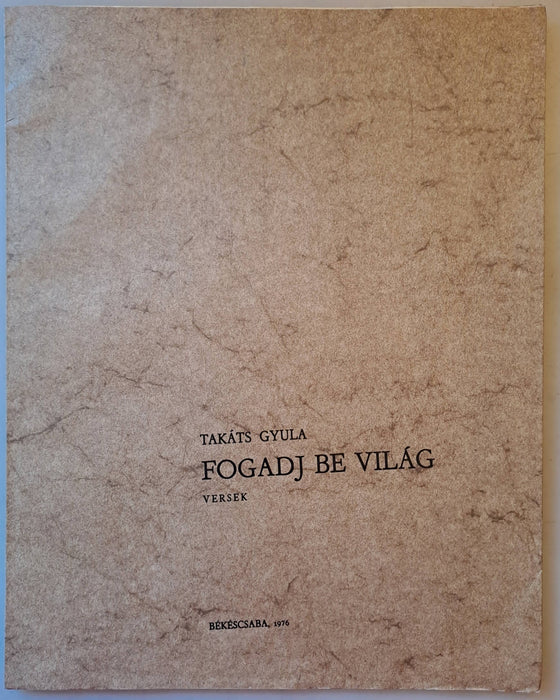 TAKÁTS GYULA
FOGADJ BE VILÁG
VERSEK
BÉKÉSCSABA, 1976